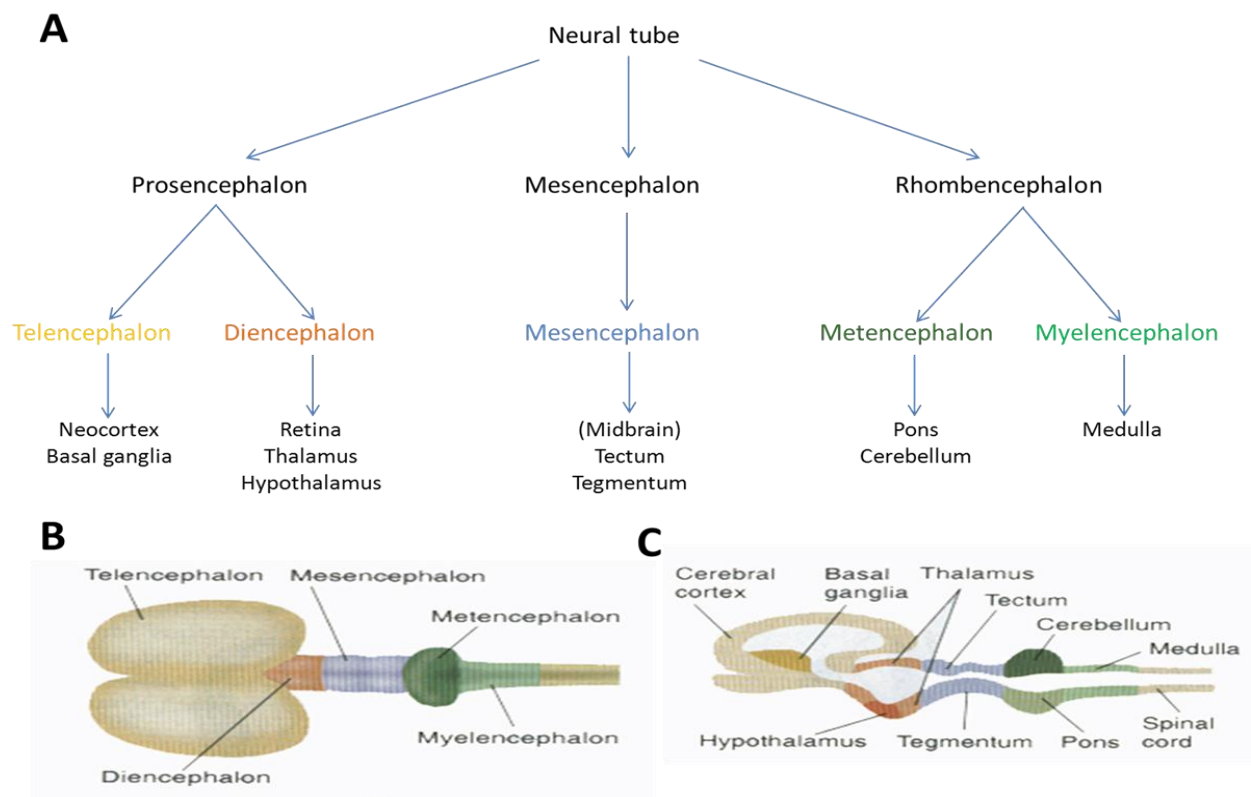 A
Neural tube
Prosencephalon
Mesencephalon
Rhombencephalon
Telencephalon
Diencephalon
Mesencephalon
Metencephalon
Myelencephalon
Neocortex
Basal ganglia
Retina
Thalamus
Hypothalamus
(Midbrain)
Tectum
Tegmentum
Pons
Cerebellum
Medulla
B
Telencephalon
Mesencephalon
Metencephalon
Myelencephalon
Diencephalon
C
Cerebral
cortex
Basal
ganglia
Thalamus
Tectum
Cerebellum
Medulla
Hypothalamus
Tegmentum
Pons
Spinal
cord